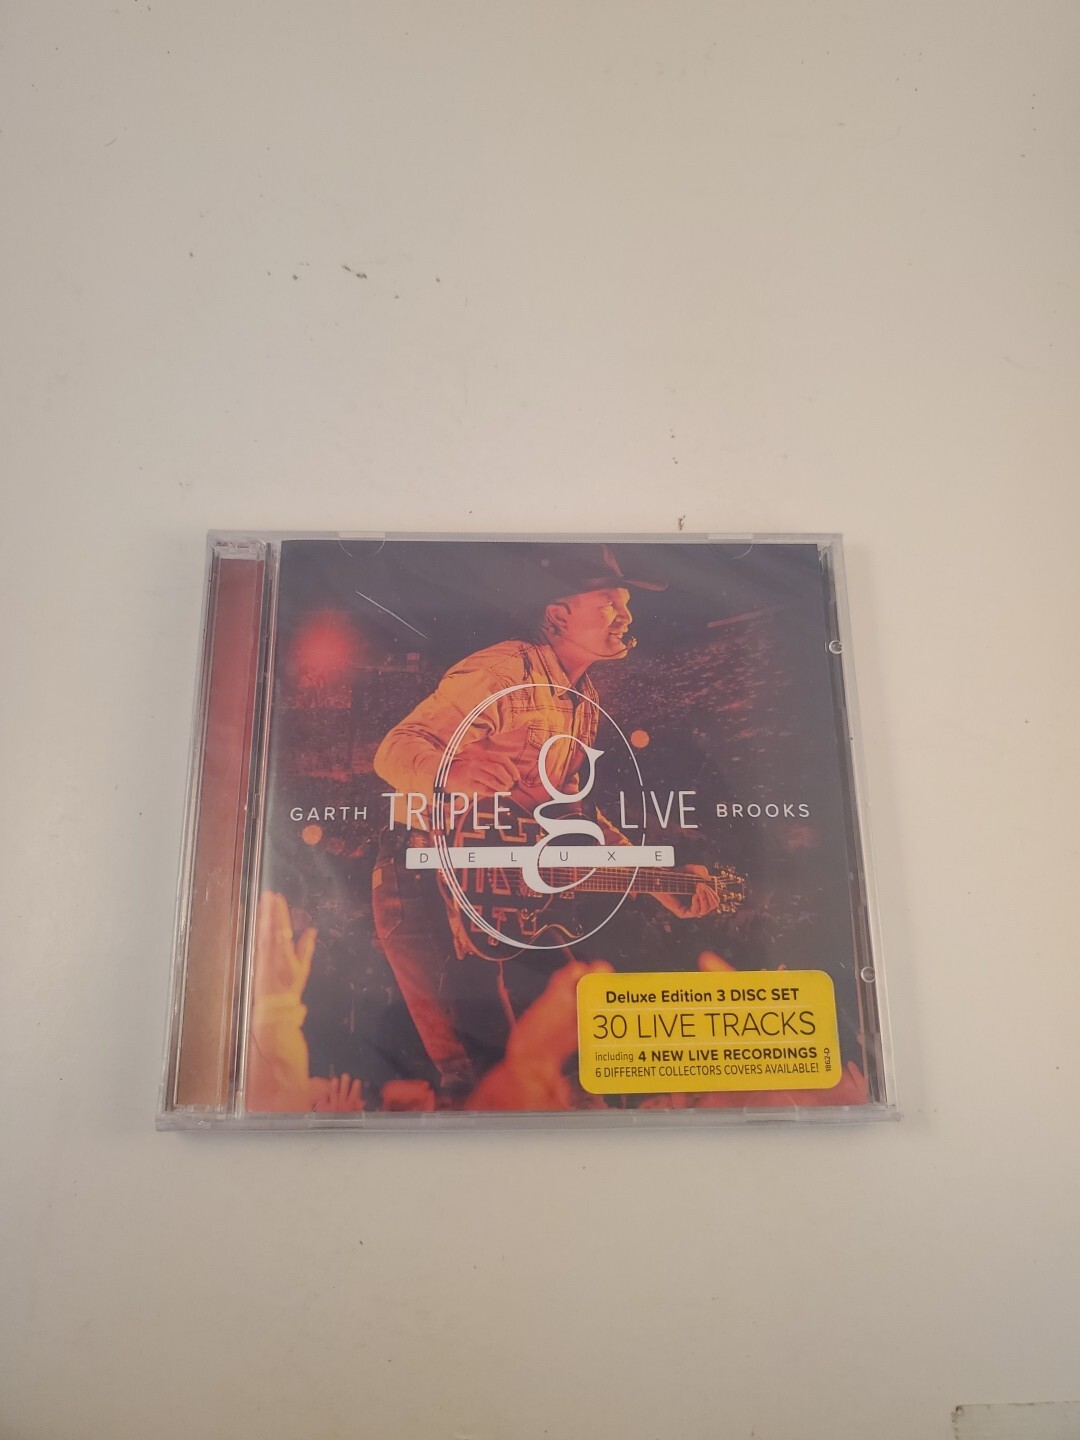 GARTH TRIPLE g LIVE BROOKS
DELUXE
Deluxe Edition 3 DISC SET
30 LIVE TRACKS
including 4 NEW LIVE RECORDINGS
6 DIFFERENT COLLECTORS COVERS AVAILABLE!
1862-D